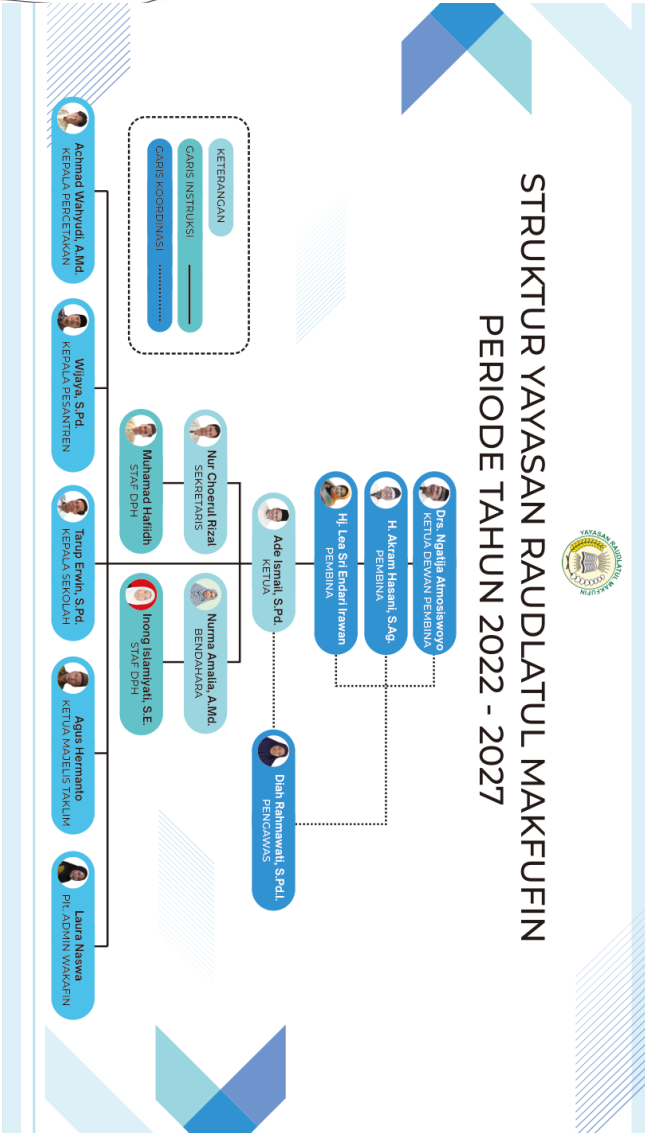 YAYASAN RAUDLATUL MAKFUFIN
STRUKTUR YAYASAN RAUDLATUL MAKFUFIN
PERIODE TAHUN 2022 - 2027
Drs. Ngatija Atmosiswoyo
KETUA DEWAN PEMBINA
H. Akram Hasani, S.Ag.
PEMBINA
Hj. Lea Sri Endari Irawan
PEMBINA
Ade Ismail, S.Pd.
KETUA
Diah Rahmawati, S.Pd.I.
PENGAWAS
KETERANGAN
GARIS INSTRUKSI
GARIS KOORDINASI
Nur Choerul Rizal
SEKRETARIS
Nurma Amalia, A.Md.
BENDAHARA
Muhamad Hafiidh
STAF DPH
Inong Islamiyati, S.E.
STAF DPH
Achmad Wahyudi, A.Md.
KEPALA PERCETAKAN
Wijaya, S.Pd.
KEPALA PESANTREN
Tarup Erwin, S.Pd.
KEPALA SEKOLAH
Agus Hermanto
KETUA MAJELIS TAKLIM
Laura Naswa
Plt. ADMIN WAKAFIN